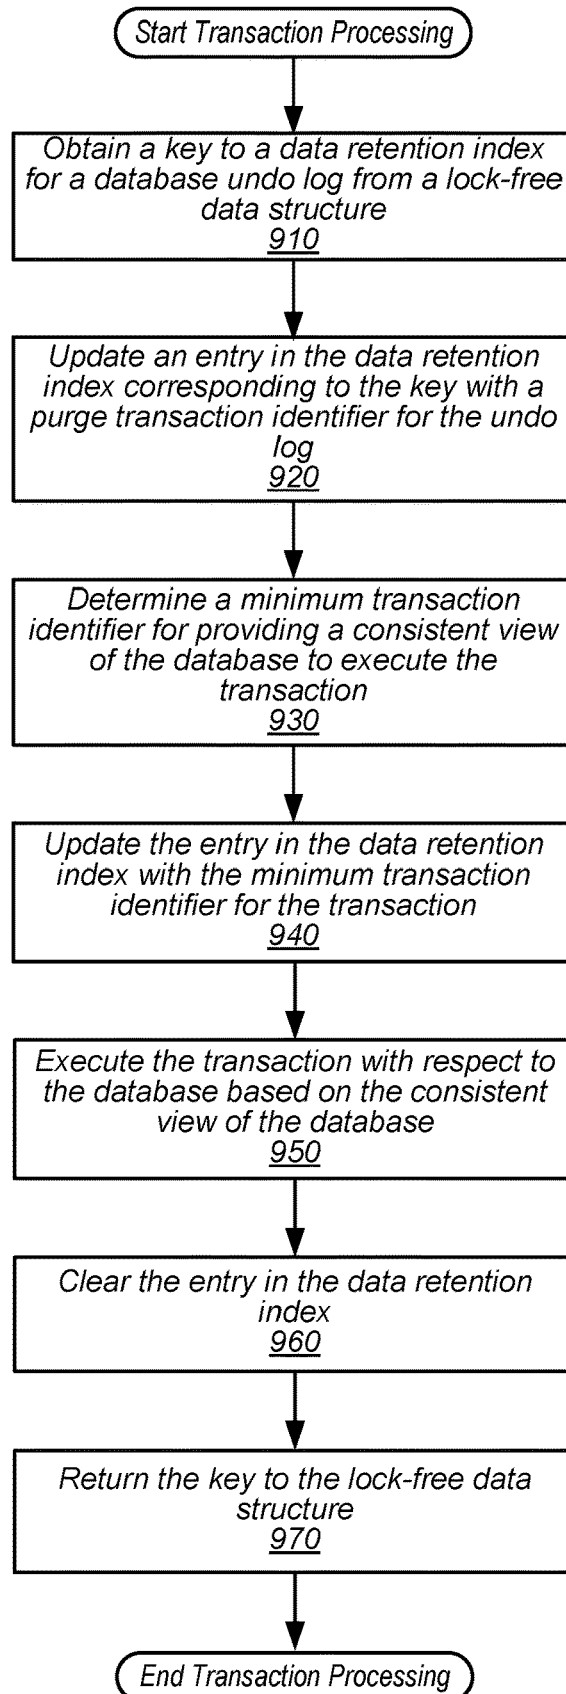 Start Transaction Processing
Obtain a key to a data retention index
for a database undo log from a lock-free
data structure
910
Update an entry in the data retention
index corresponding to the key with a
purge transaction identifier for the undo
log
920
Determine a minimum transaction
identifier for providing a consistent view
of the database to execute the
transaction
930
Update the entry in the data retention
index with the minimum transaction
identifier for the transaction
940
Execute the transaction with respect to
the database based on the consistent
view of the database
950
Clear the entry in the data retention
index
960
Return the key to the lock-free data
structure
970
End Transaction Processing